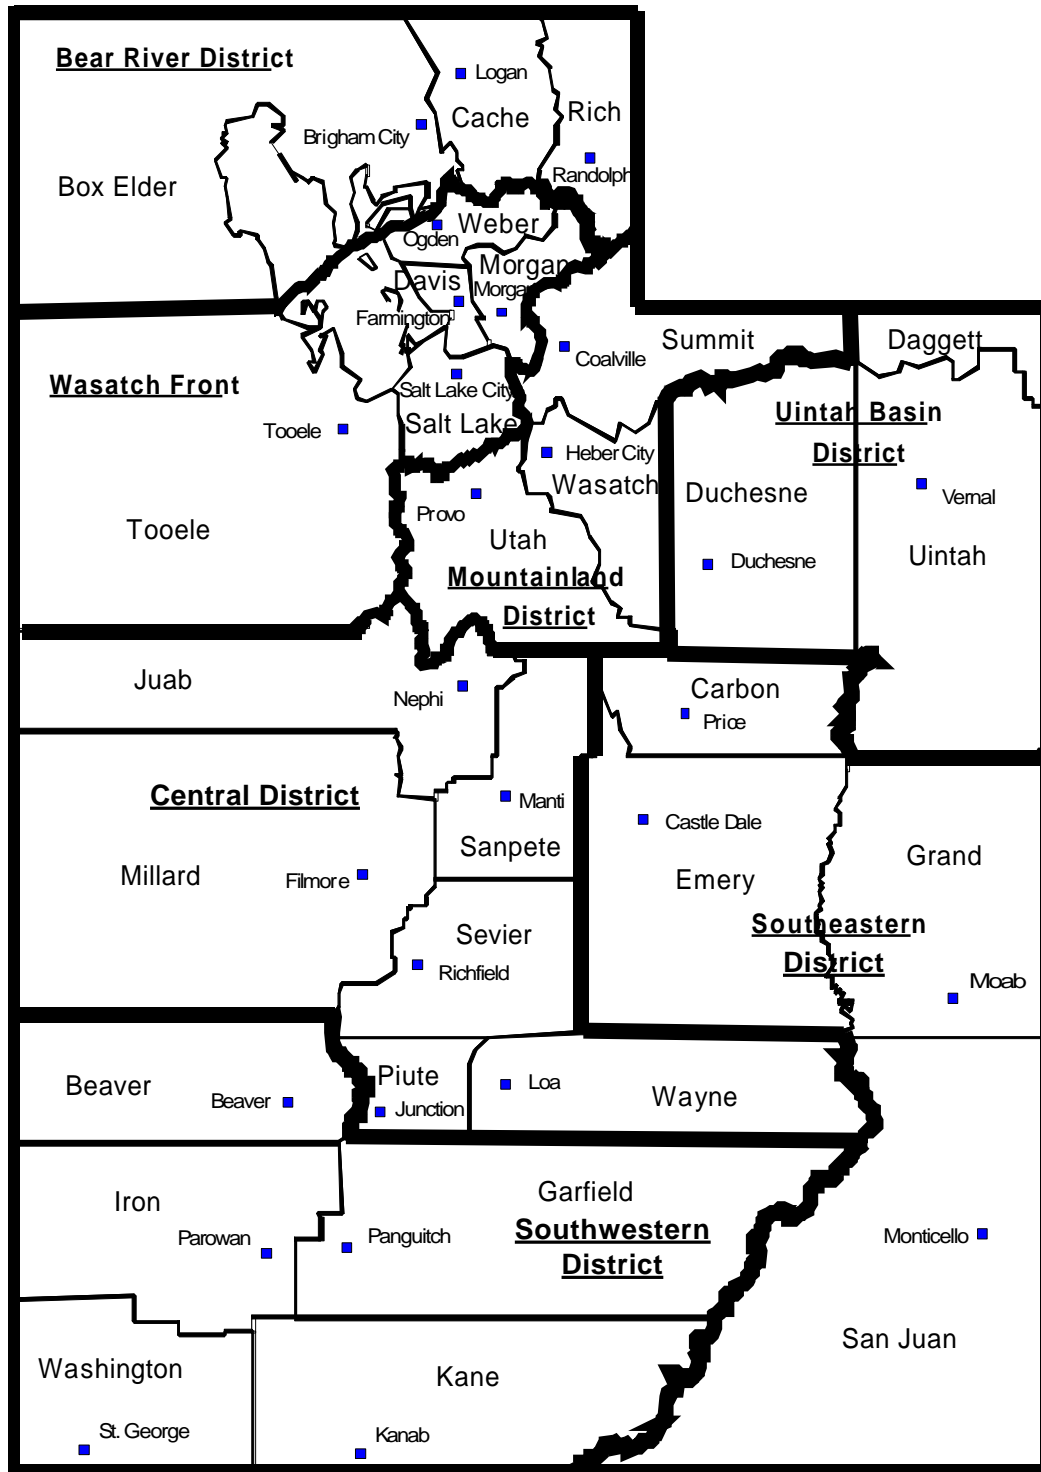 Bear River District
Logan
Cache
Rich
Brigham City
Randolph
Box Elder
Weber
Ogden
Morgan
Davis
Morgan
Farmington
Summit
Daggett
Coalville
Wasatch Front
Salt Lake City
Salt Lake
Uintah Basin
District
Tooele
Heber City
Wasatch
Duchesne
Vernal
Provo
Tooele
Utah
Uintah
Duchesne
Mountainland
District
Juab
Nephi
Carbon
Price
Central District
Manti
Castle Dale
Sanpete
Grand
Millard
Filmore
Emery
Sevier
Southeastern
District
Richfield
Moab
Beaver
Beaver
Piute
Junction
Loa
Wayne
Iron
Garfield
Parowan
Panguitch
Southwestern
District
Monticello
San Juan
Washington
Kane
St. George
Kanab